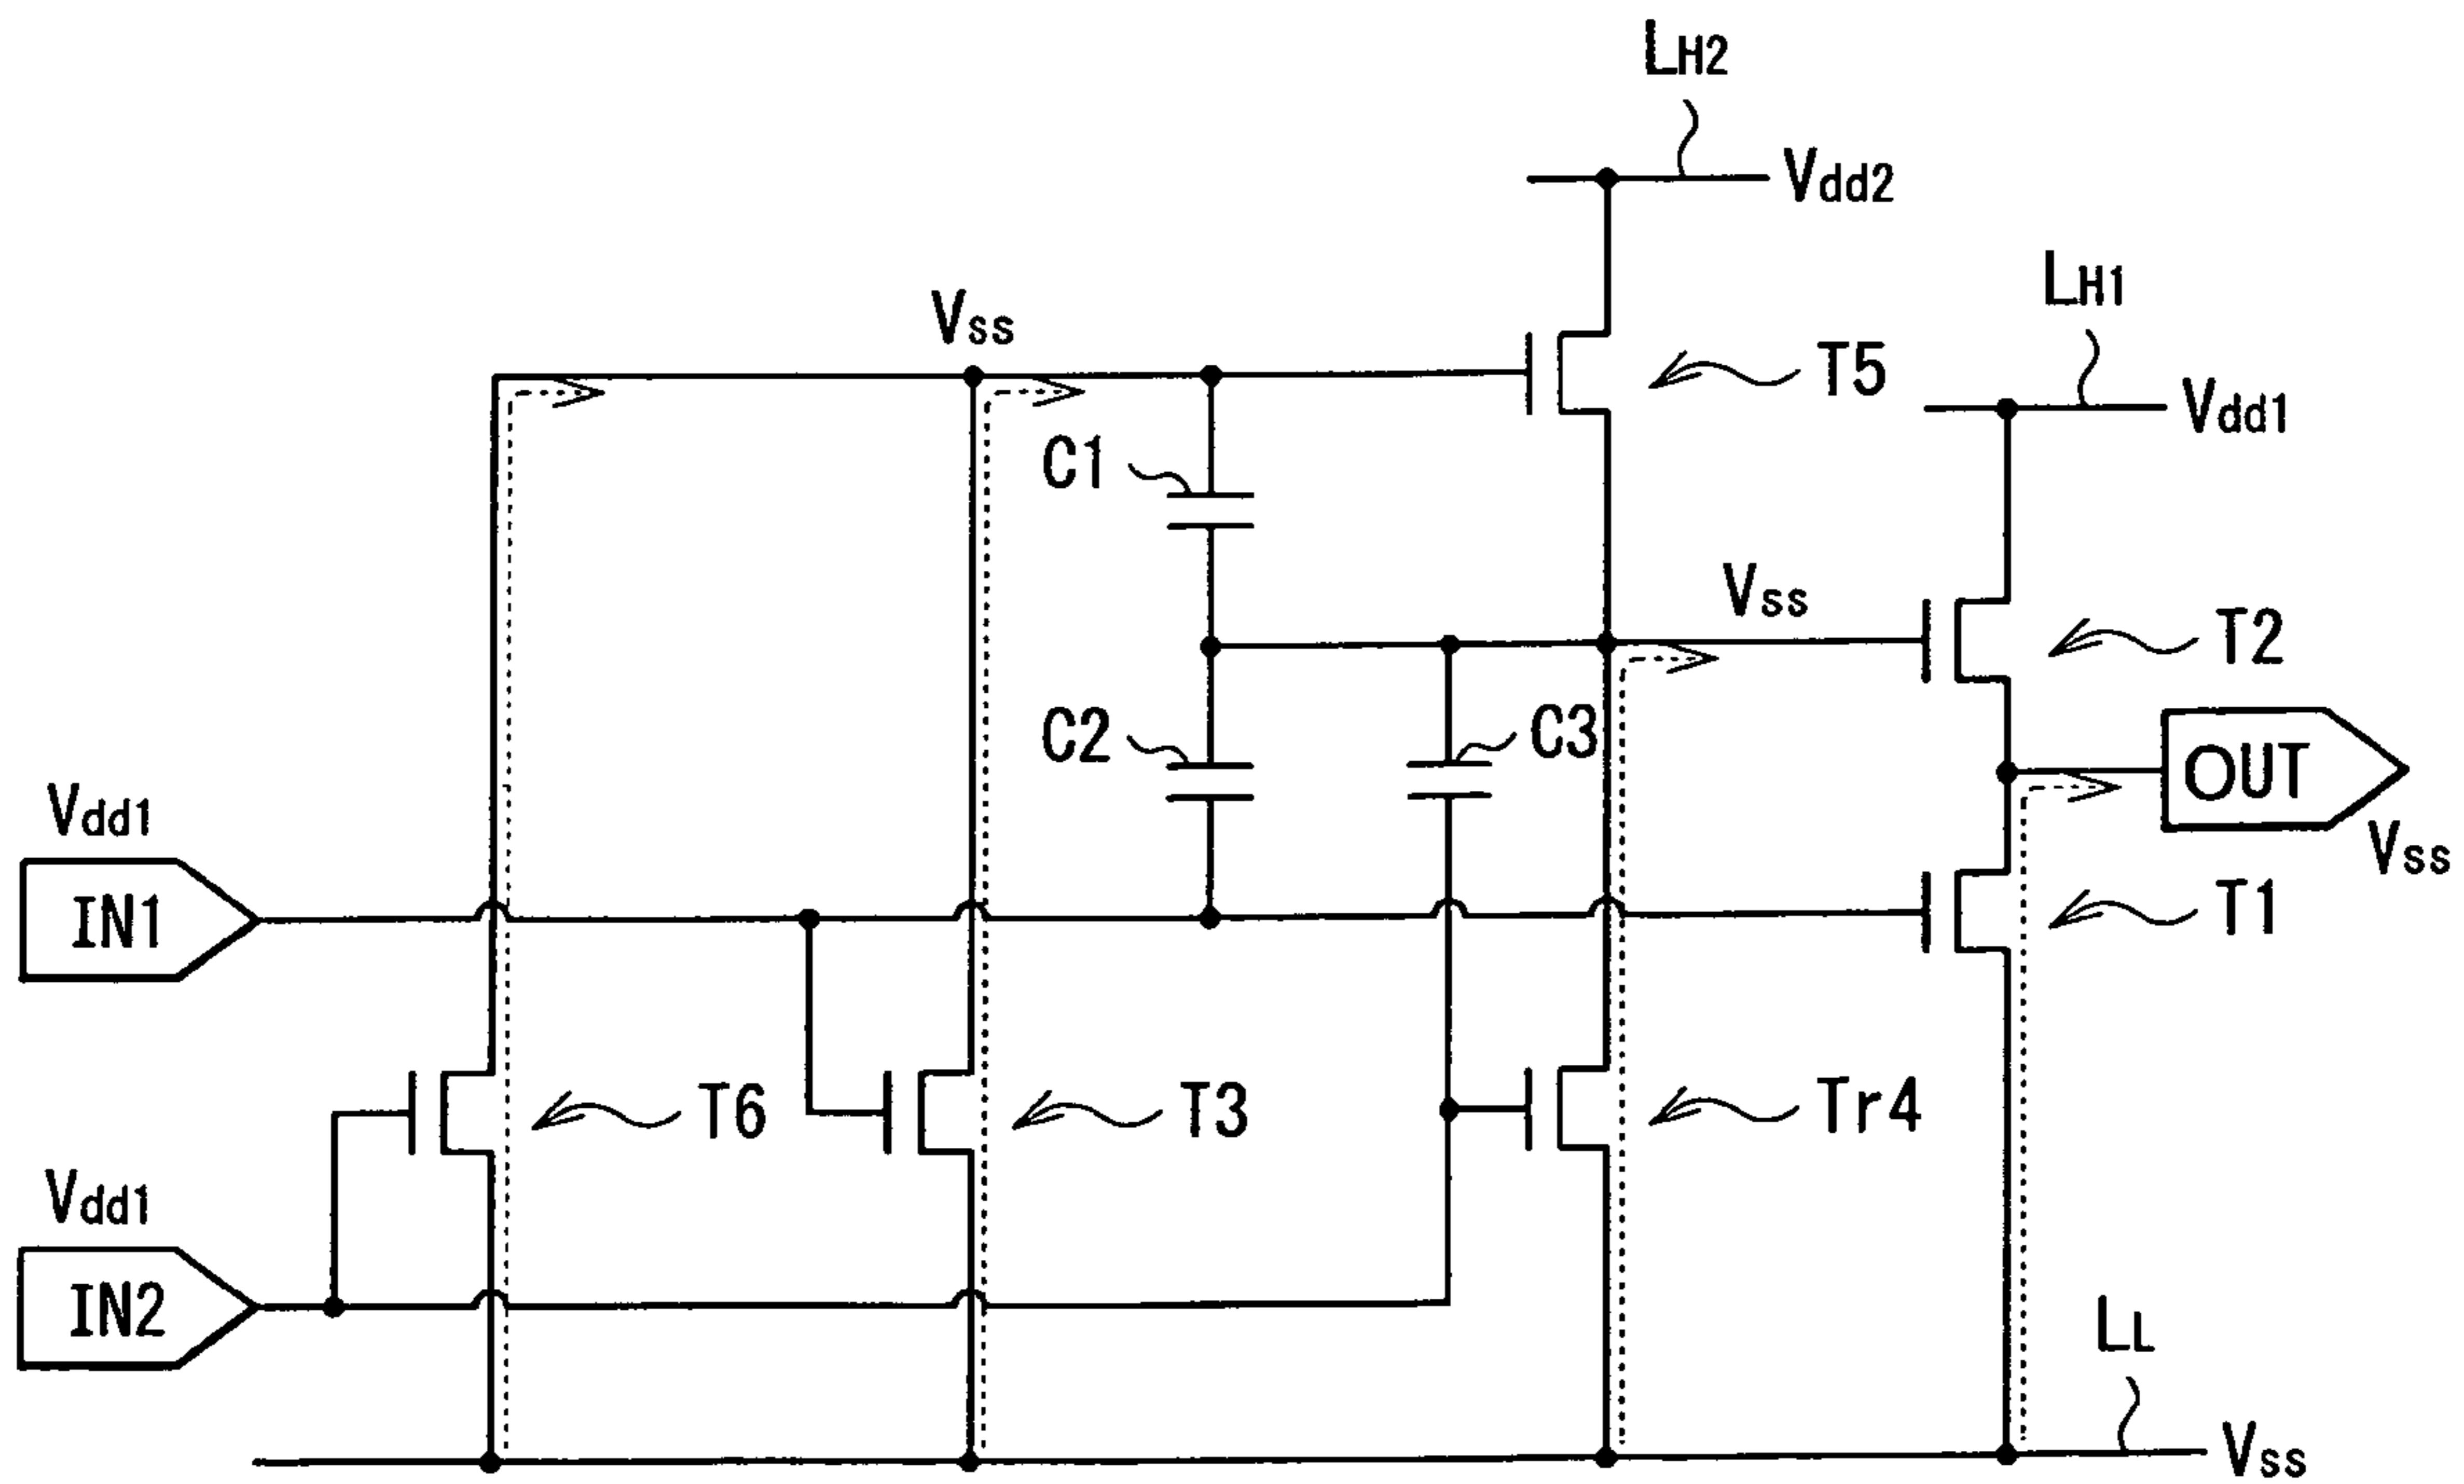 LH2
Vdd2
LH1
Vss
T5
Vdd1
C1
Vss
T2
C2
C3
OUT
Vdd1
Vss
IN1
T1
T6
T3
Tr4
Vdd1
IN2
LL
Vss